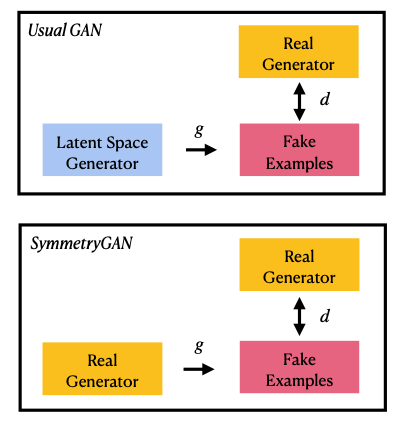 Usual GAN
Real
Generator
d
Latent Space
Generator
g
Fake
Examples
SymmetryGAN
Real
Generator
d
Real
Generator
g
Fake
Examples